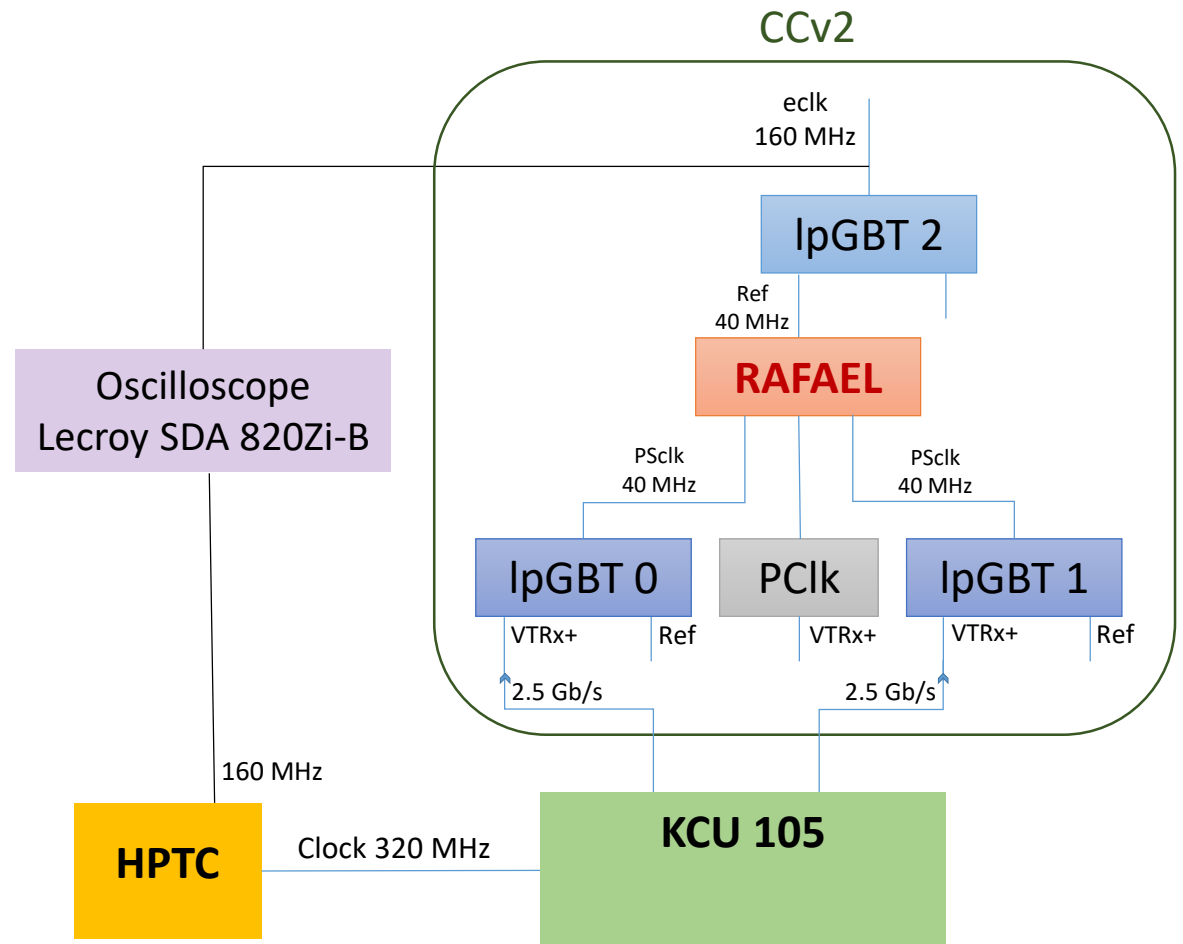 CCv2
eclk
160 MHz
lpGBT 2
Ref
40 MHz
RAFAEL
Oscilloscope
Lecroy SDA 820Zi-B
PSclk
40 MHz
PSclk
40 MHz
lpGBT 0
PClk
lpGBT 1
VTRx+
Ref
VTRx+
VTRx+
Ref
2.5 Gb/s
2.5 Gb/s
160 MHz
HPTC
Clock 320 MHz
KCU 105